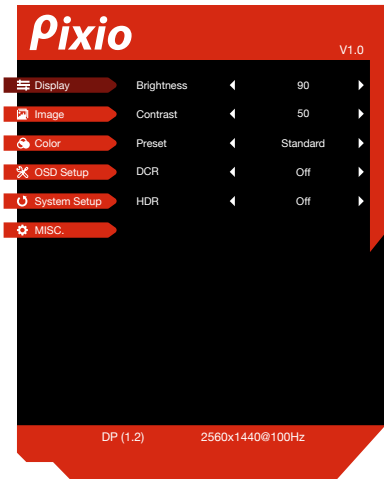 Pixio
V1.0
Display Brightness 90
Image Contrast 50
Color Preset Standard
OSD Setup DCR Off
System Setup HDR Off
MISC.
DP (1.2) 2560x1440@100Hz